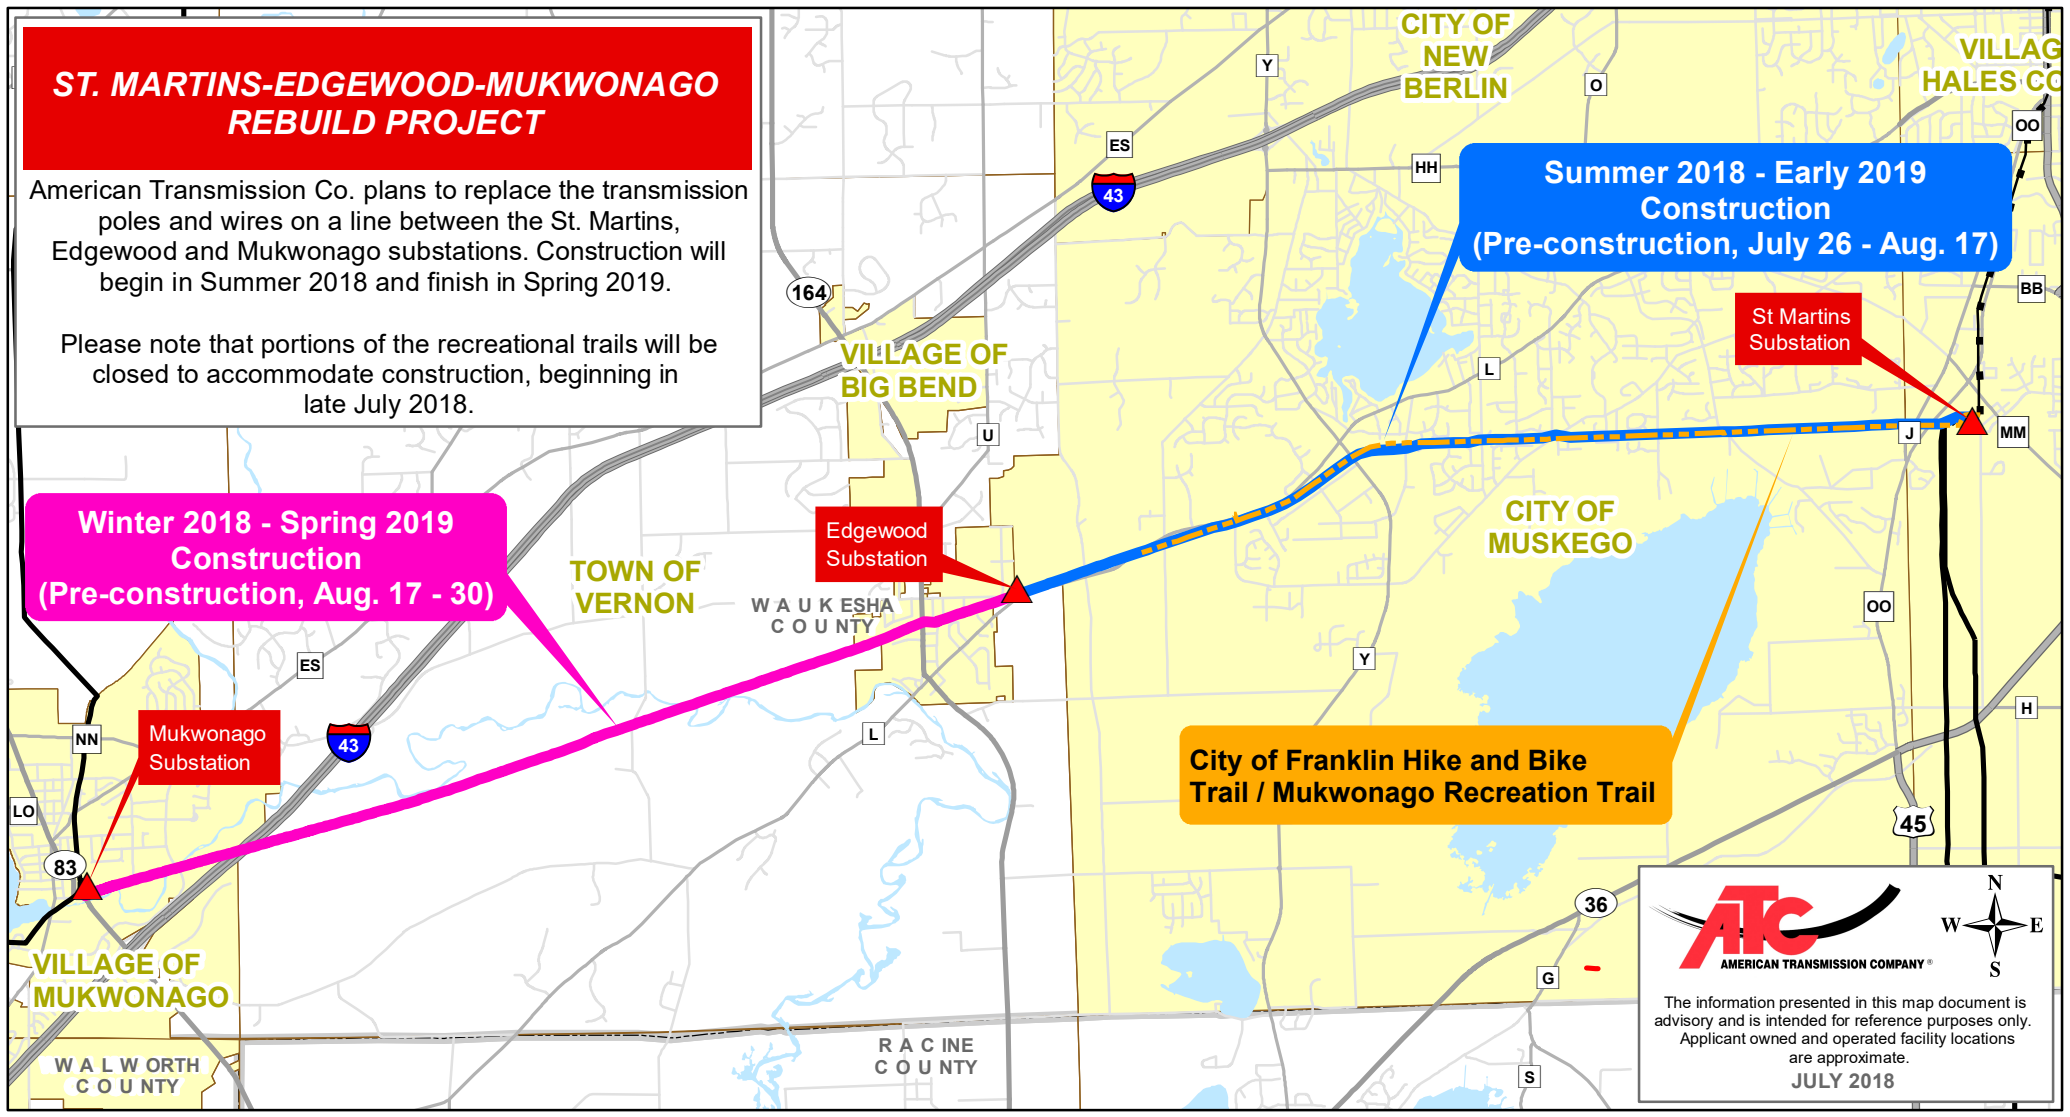 ST. MARTINS-EDGEWOOD-MUKWONAGO
REBUILD PROJECT
American Transmission Co. plans to replace the transmission
poles and wires on a line between the St. Martins,
Edgewood and Mukwonago substations. Construction will
begin in Summer 2018 and finish in Spring 2019.
Please note that portions of the recreational trails will be
closed to accommodate construction, beginning in
late July 2018.
CITY OF
NEW
BERLIN
VILLAG
HALES CO
Y
O
OO
ES
HH
43
Summer 2018 - Early 2019
Construction
(Pre-construction, July 26 - Aug. 17)
164
BB
St Martins
Substation
VILLAGE OF
BIG BEND
L
U
J
MM
Winter 2018 - Spring 2019
Construction
(Pre-construction, Aug. 17 - 30)
Edgewood
Substation
CITY OF
MUSKEGO
TOWN OF
VERNON
WAUKESHA
COUNTY
OO
ES
Y
H
NN
Mukwonago
Substation
43
L
City of Franklin Hike and Bike
Trail / Mukwonago Recreation Trail
LO
45
83
36
VILLAGE OF
MUKWONAGO
G
WALWORTH
COUNTY
RACINE
COUNTY
S
ATC
AMERICAN TRANSMISSION COMPANY®
N
W E
S
The information presented in this map document is
advisory and is intended for reference purposes only.
Applicant owned and operated facility locations
are approximate.
JULY 2018